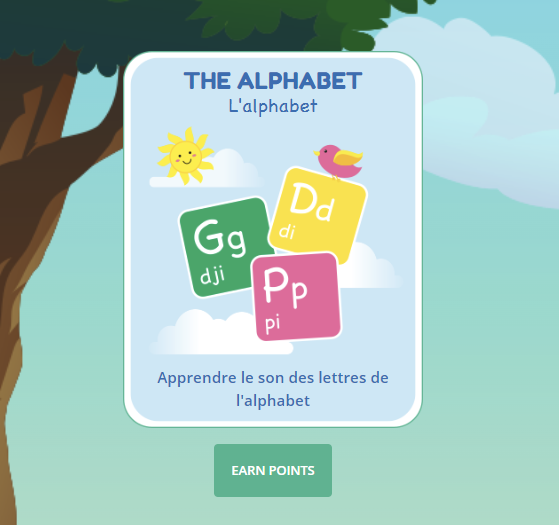 THE ALPHABET
L'alphabet
Dd
di
Gg
dji
Pp
pi
Apprendre le son des lettres de
l'alphabet
EARN POINTS